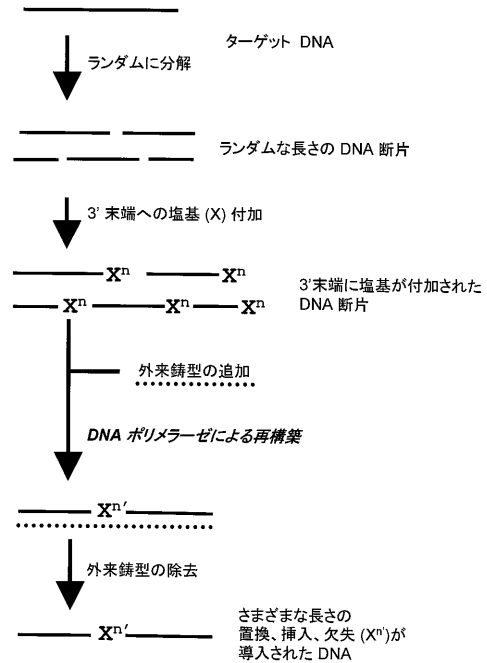 ターゲット DNA
ランダムに分解
ランダムな長さの DNA 断片
3' 末端への塩基 (X) 付加
Xⁿ Xⁿ
3'末端に塩基が付加された
DNA 断片
Xⁿ Xⁿ Xⁿ
外来鋳型の追加
DNA ポリメラーゼによる再構築
Xⁿ'
外来鋳型の除去
さまざまな長さの
置換、挿入、欠失 (Xⁿ')が
導入された DNA
Xⁿ'